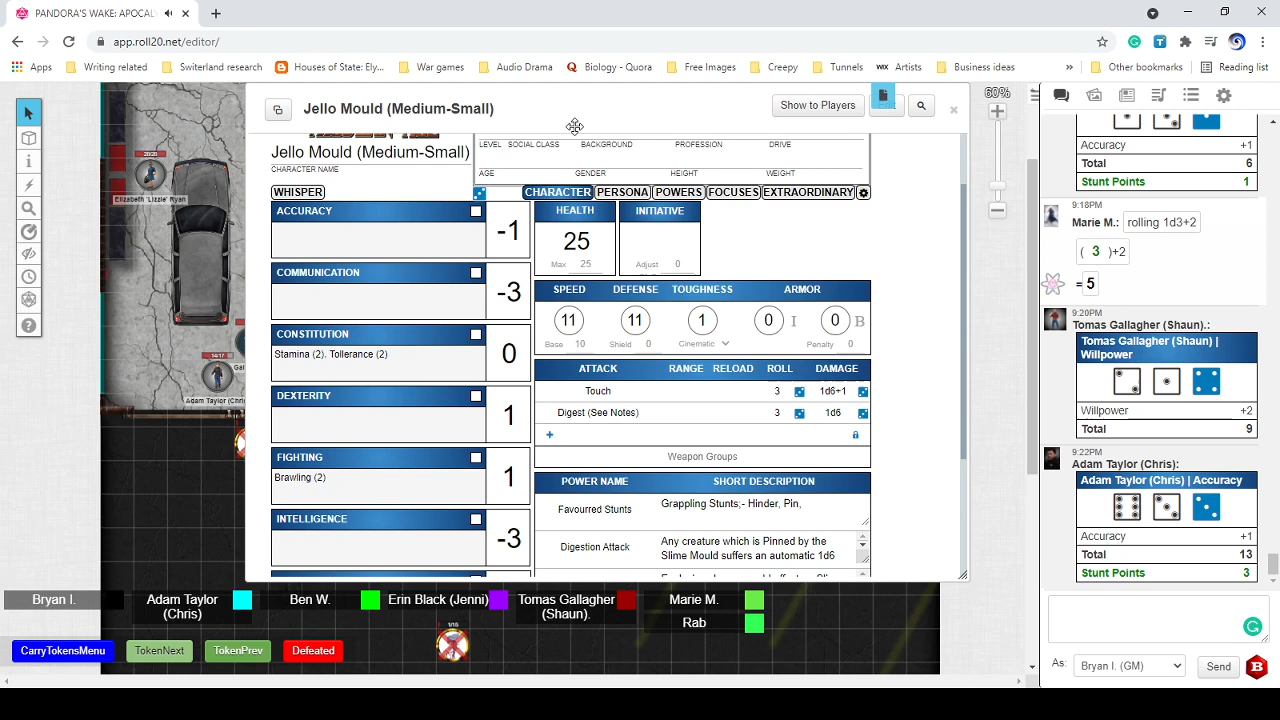 PANDORA'S WAKE: APOCAL
app.roll20.net/editor/
Apps
Writing related
Switerland research
Houses of State: Ely...
War games
Audio Drama
Biology - Quora
Free Images
Creepy
Tunnels
WIX Artists
Business ideas
»
Other bookmarks
Reading list
Jello Mould (Medium-Small)
Show to Players
60%
Jello Mould (Medium-Small)
CHARACTER NAME
LEVEL SOCIAL CLASS BACKGROUND PROFESSION DRIVE
AGE GENDER HEIGHT WEIGHT
WHISPER
CHARACTER PERSONA POWERS FOCUSES EXTRAORDINARY
ACCURACY
-1
COMMUNICATION
-3
CONSTITUTION
Stamina (2), Tollerance (2)
0
DEXTERITY
1
FIGHTING
Brawling (2)
1
INTELLIGENCE
-3
HEALTH
25
Max 25
INITIATIVE
Adjust 0
SPEED DEFENSE TOUGHNESS ARMOR
11 11 1 0 I 0 B
Base 10 Shield 0 Cinematic Penalty 0
ATTACK RANGE RELOAD ROLL DAMAGE
Touch 3 1d6+1
Digest (See Notes) 3 1d6
+
Weapon Groups
POWER NAME SHORT DESCRIPTION
Favoured Stunts
Grappling Stunts;- Hinder, Pin,
Digestion Attack
Any creature which is Pinned by the
Slime Mould suffers an automatic 1d6
20/20
Elizabeth 'Lizzie' Ryan
14/17
Gal
Adam Taylor (Chris
1/15
Bryan I.
Adam Taylor
(Chris)
Ben W.
Erin Black (Jenni)
Tomas Gallagher
(Shaun).
Marie M.
Rab
CarryTokensMenu
TokenNext
TokenPrev
Defeated
Accuracy +1
Total 6
Stunt Points 1
9:18PM
Marie M.: rolling 1d3+2
( 3 )+2
=5
9:20PM
Tomas Gallagher (Shaun).:
Tomas Gallagher (Shaun) |
Willpower
Willpower +2
Total 9
9:22PM
Adam Taylor (Chris):
Adam Taylor (Chris) | Accuracy
Accuracy +1
Total 13
Stunt Points 3
As: Bryan I. (GM)
Send